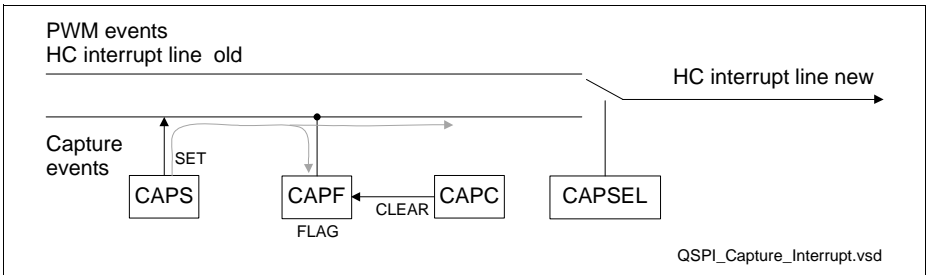 PWM events
HC interrupt line old
HC interrupt line new
Capture
events
SET
CAPS
CAPF
CLEAR
CAPC
CAPSEL
FLAG
QSPI_Capture_Interrupt.vsd